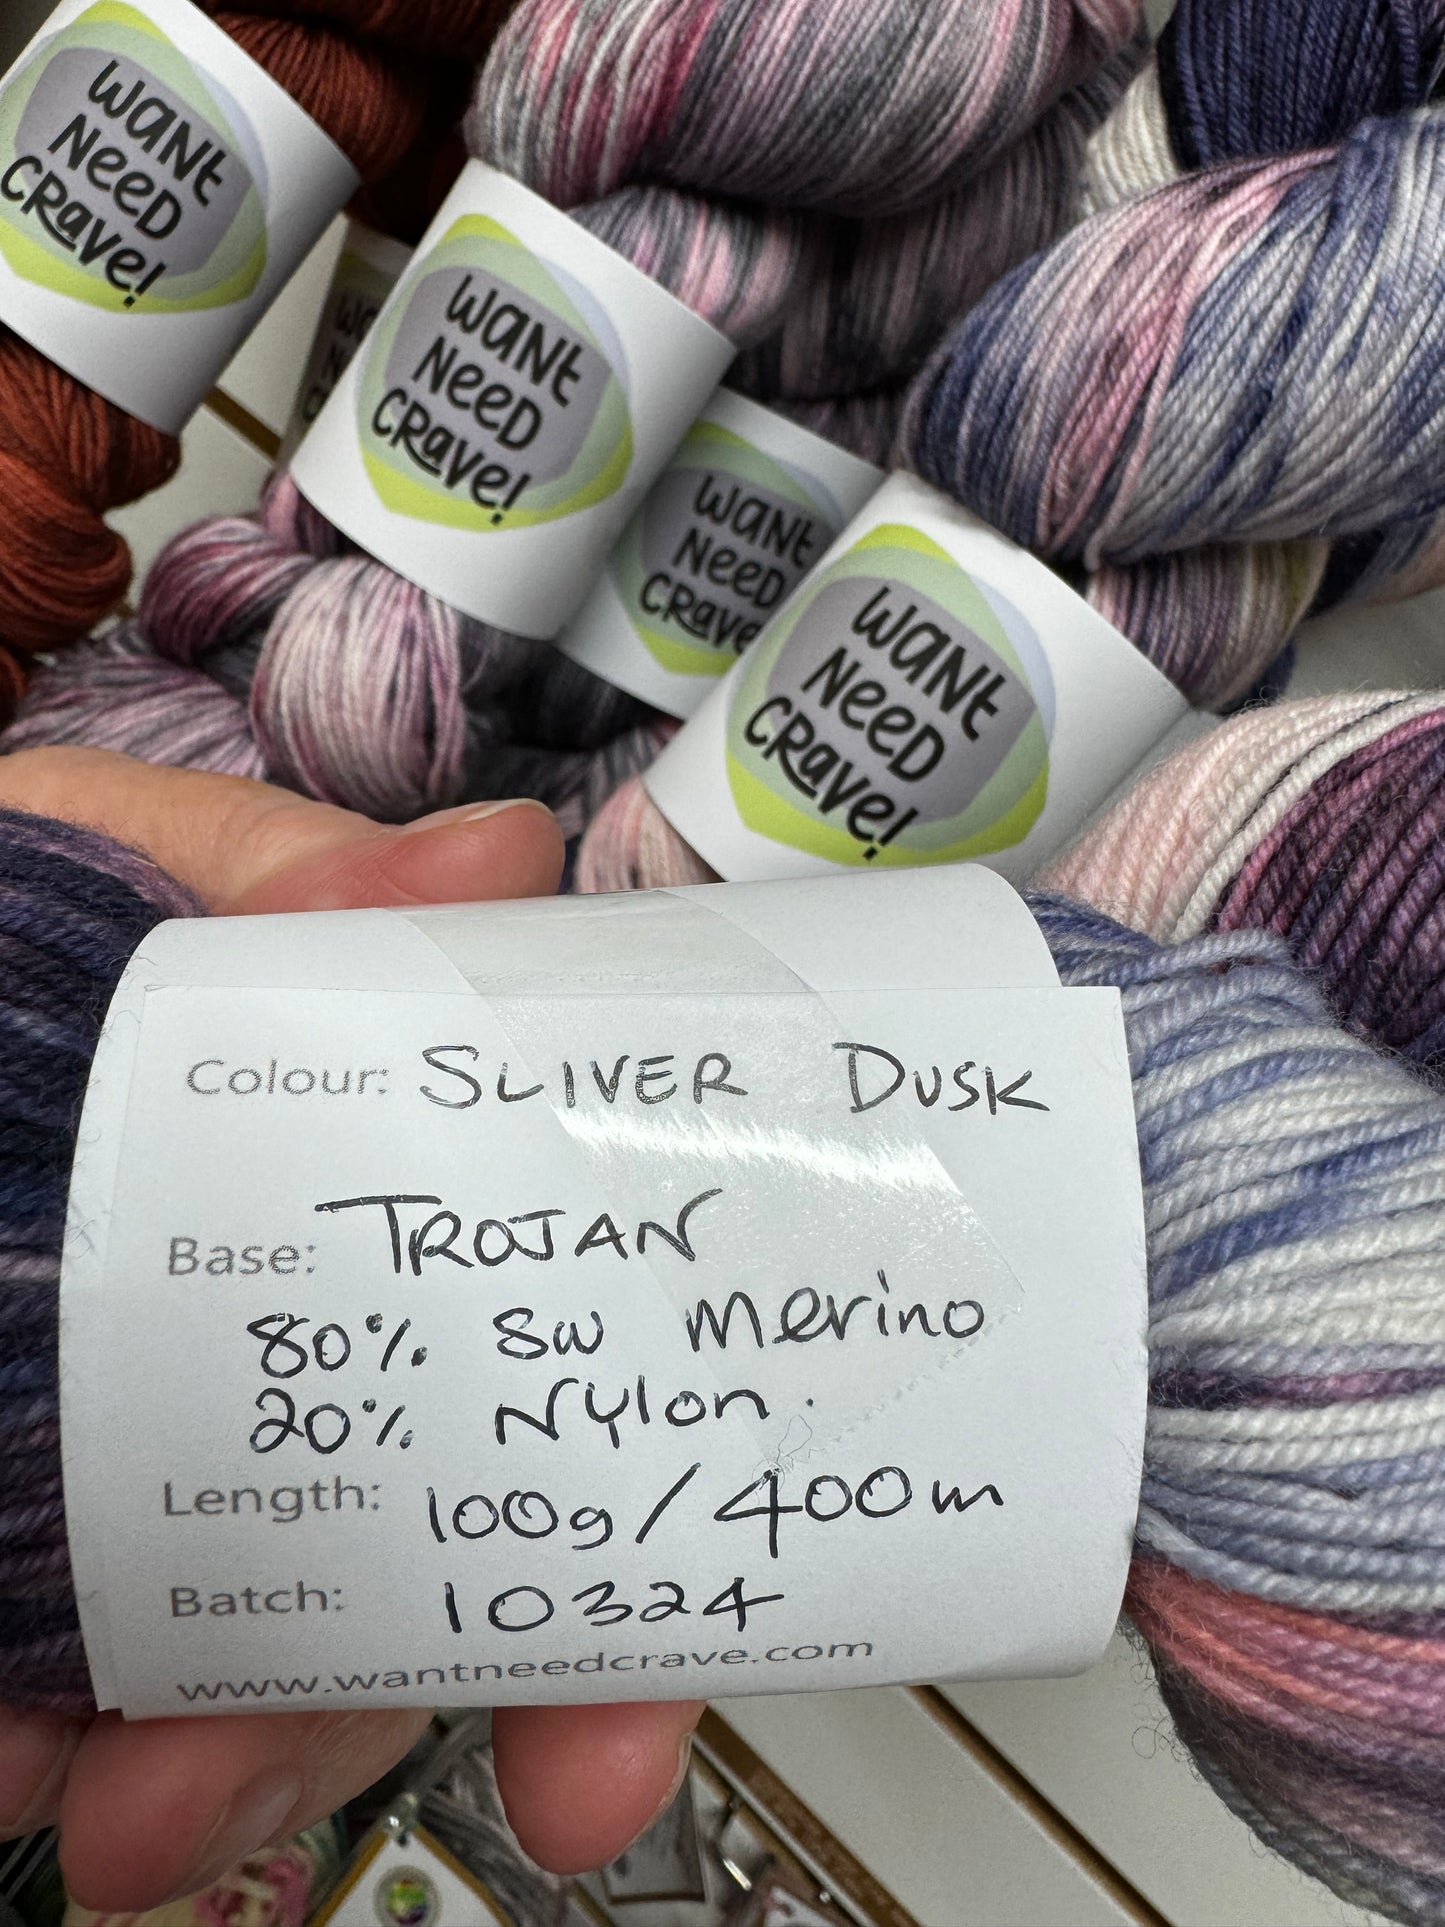 WANt
NeeD
CRave!
WANt
NeeD
CRave!
WANt
NeeD
CRave
WANt
NeeD
CRave!
Colour: SLIVER DUSK
Base: TROJAN
80% SW merino
20% Nylon.
Length: 100g/400m
Batch: 10324
www.wantneedcrave.com